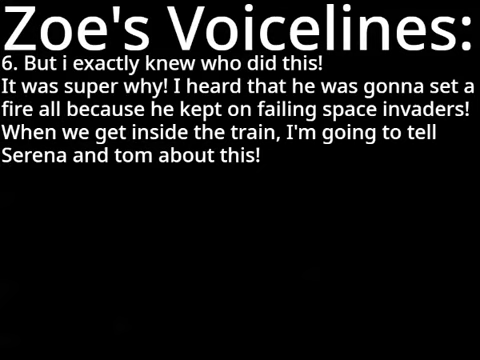 Zoe's Voicelines:
6. But i exactly knew who did this!
It was super why! I heard that he was gonna set a
fire all because he kept on failing space invaders!
When we get inside the train, I'm going to tell
Serena and tom about this!